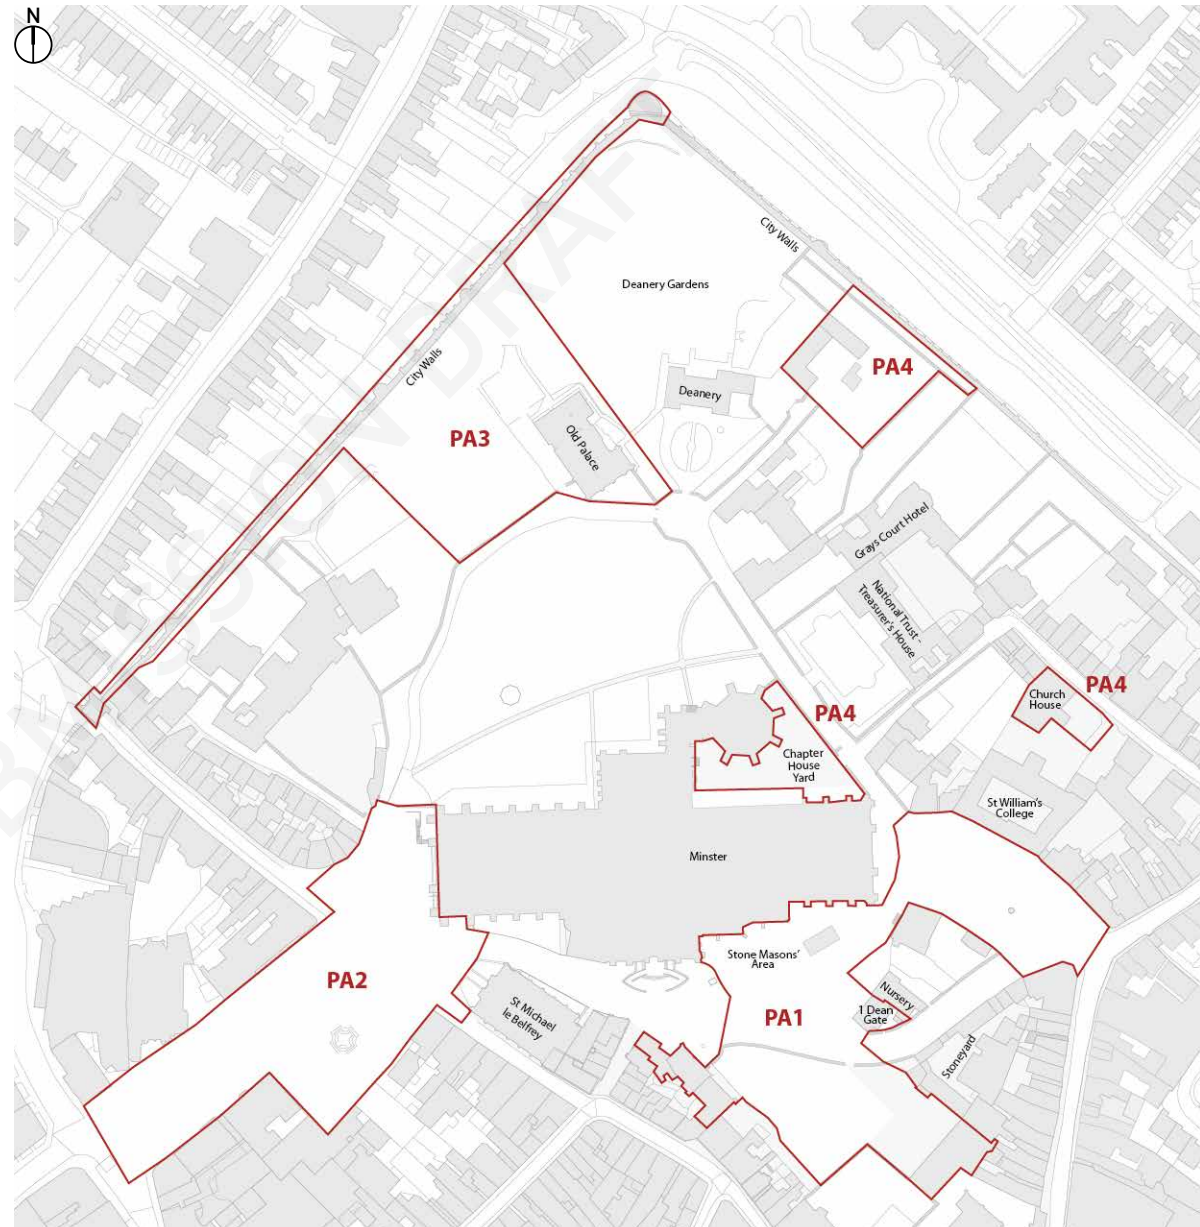 N
City Walls
Deanery Gardens
PA4
City Walls
Deanery
PA3
Old Palace
Grays Court Hotel
National Trust -
Treasurer's House
PA4
Church
House
PA4
Chapter
House
Yard
St William's
College
Minster
Stone Masons'
Area
PA2
Nursery
St Michael
le Belfrey
1 Dean
Gate
PA1
Stoneyard